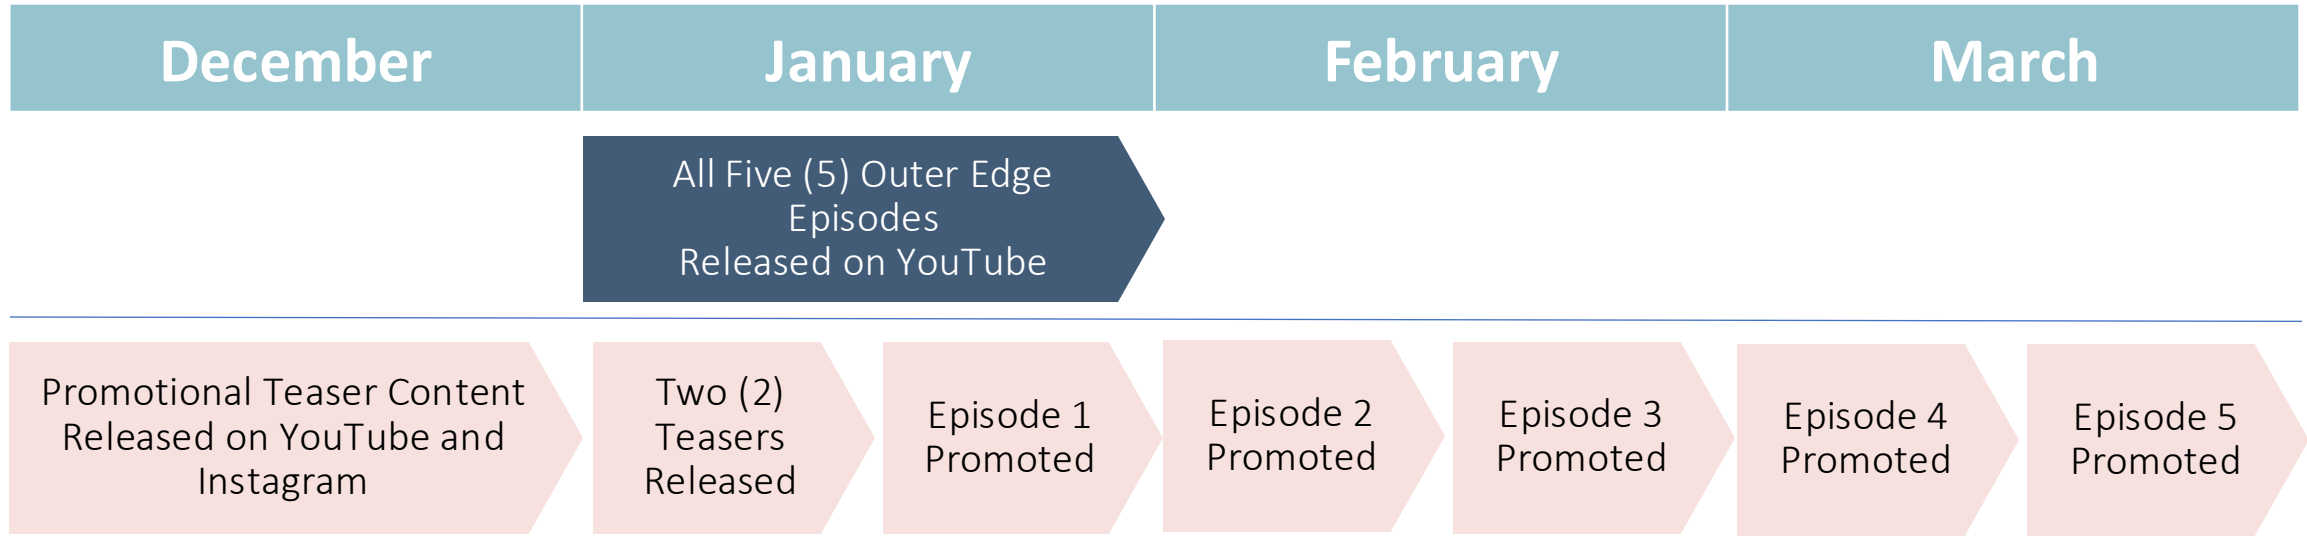 December
January
February
March
All Five (5) Outer Edge
Episodes
Released on YouTube
Promotional Teaser Content
Released on YouTube and
Instagram
Two (2)
Teasers
Released
Episode 1
Promoted
Episode 2
Promoted
Episode 3
Promoted
Episode 4
Promoted
Episode 5
Promoted